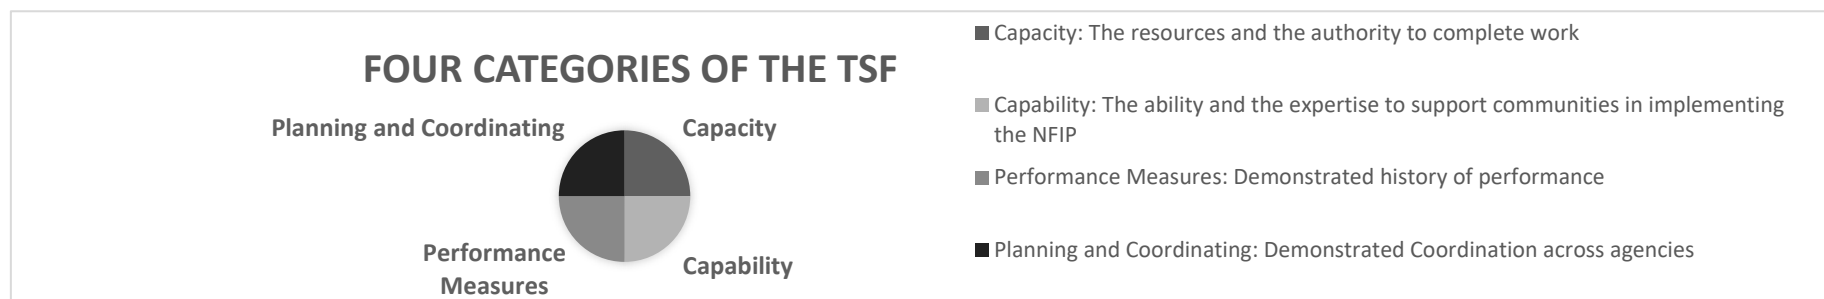 FOUR CATEGORIES OF THE TSF
Planning and Coordinating
Capacity
Performance
Measures
Capability
Capacity: The resources and the authority to complete work
Capability: The ability and the expertise to support communities in implementing
the NFIP
Performance Measures: Demonstrated history of performance
Planning and Coordinating: Demonstrated Coordination across agencies